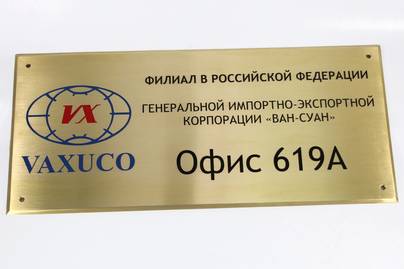 VX
VAXUCO
ФИЛИАЛ В РОССИЙСКОЙ ФЕДЕРАЦИИ
ГЕНЕРАЛЬНОЙ ИМПОРТНО-ЭКСПОРТНОЙ
КОРПОРАЦИИ «ВАН-СУАН»
Офис 619А